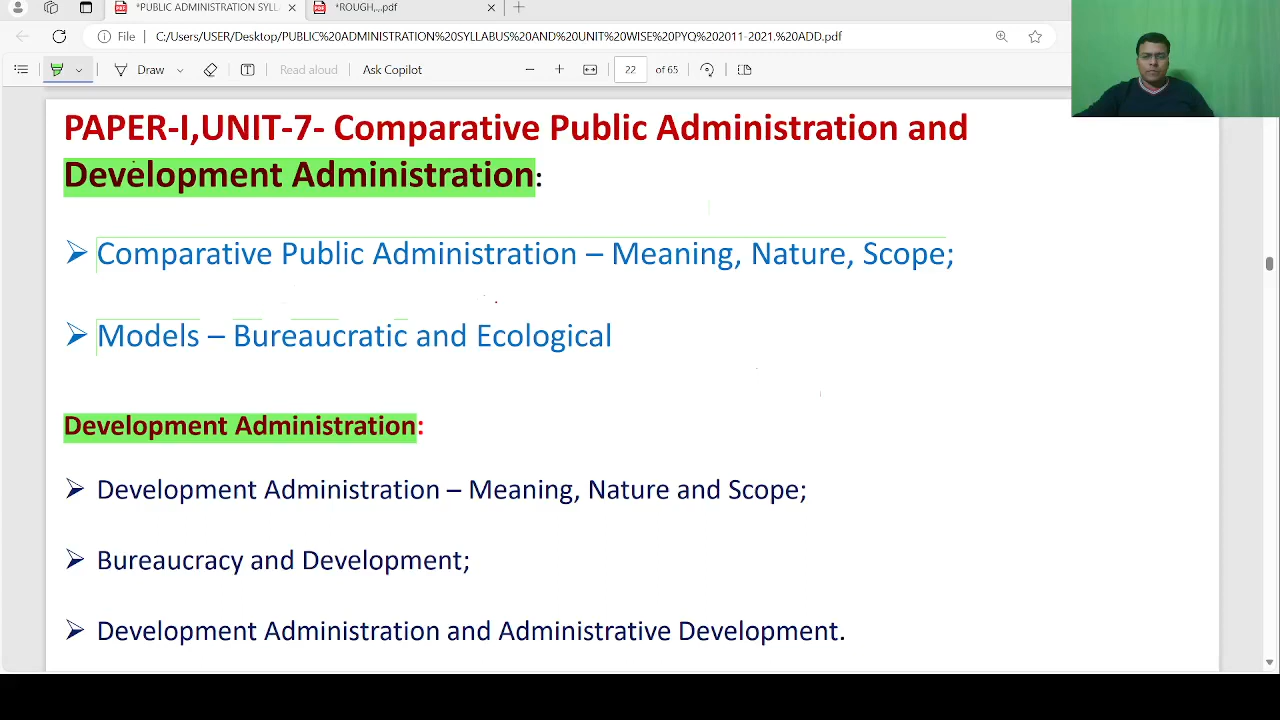 *PUBLIC ADMINISTRATION SYLL
*ROUGH,,,.pdf
File
C:/Users/USER/Desktop/PUBLIC%20ADMINISTRATION%20SYLLABUS%20AND%20UNIT%20WISE%20PYQ%202011-2021.%20ADD.pdf
Draw
Read aloud
Ask Copilot
22 of 65
PAPER-I,UNIT-7- Comparative Public Administration and
Development Administration:
➢ Comparative Public Administration – Meaning, Nature, Scope;
➢ Models – Bureaucratic and Ecological
Development Administration:
➢ Development Administration – Meaning, Nature and Scope;
➢ Bureaucracy and Development;
➢ Development Administration and Administrative Development.